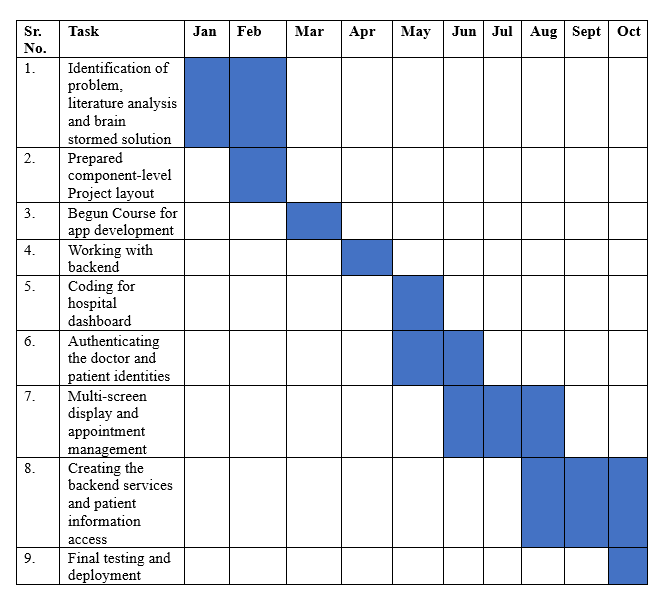 Sr. No. Task Jan Feb Mar Apr May Jun Jul Aug Sept Oct
1. Identification of
problem,
literature analysis
and brain
stormed solution
2. Prepared
component-level
Project layout
3. Begun Course for
app development
4. Working with
backend
5. Coding for
hospital
dashboard
6. Authenticating
the doctor and
patient identities
7. Multi-screen
display and
appointment
management
8. Creating the
backend services
and patient
information
access
9. Final testing and
deployment